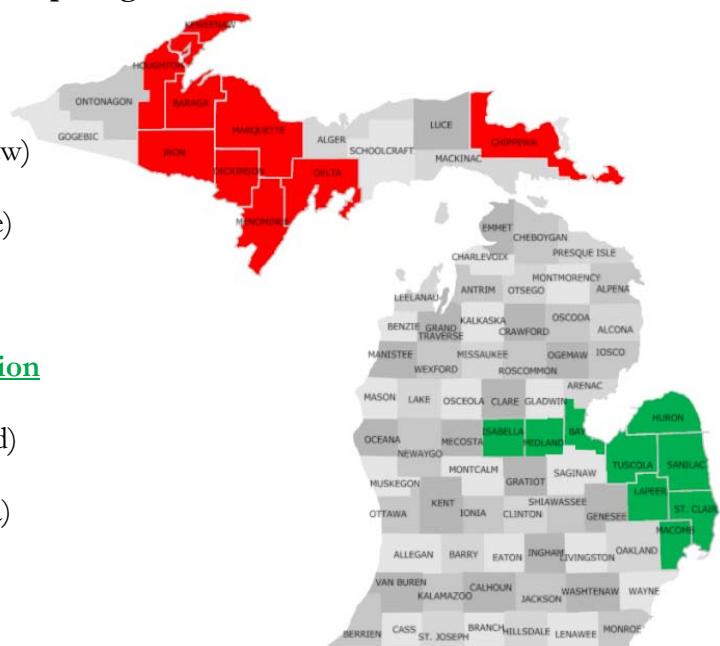 KEWEENAW
HOUGHTON
ONTONAGON
BARAGA
LUCE
MARQUETTE
CHIPPEWA
GOGEBIC
ALGER
w)
IRON
SCHOOLCRAFT
MACKINAC
DICKINSON
DELTA
e)
MENOMINEE
EMMET
CHEBOYGAN
CHARLEVOIX
PRESQUE ISLE
MONTMORENCY
ANTRIM OTSEGO ALPENA
LEELANAU
BENZIE GRAND TRAVERSE KALKASKA CRAWFORD OSCODA ALCONA
MANISTEE MISSAUKEE OGEMAW IOSCO
ion
WEXFORD ROSCOMMON
ARENAC
MASON LAKE OSCEOLA CLARE GLADWIN
HURON
d)
OCEANA MECOSTA ISABELLA MIDLAND BAY
NEWAYGO
TUSCOLA SANILAC
MONTCALM SAGINAW
MUSKEGON GRATIOT LAPEER
)
KENT SHIAWASSEE ST. CLAIR
OTTAWA IONIA CLINTON GENESEE
MACOMB
ALLEGAN BARRY EATON INGHAM LIVINGSTON OAKLAND
VAN BUREN CALHOUN WASHTENAW WAYNE
KALAMAZOO JACKSON
BERRIEN CASS ST. JOSEPH BRANCH HILLSDALE LENAWEE MONROE